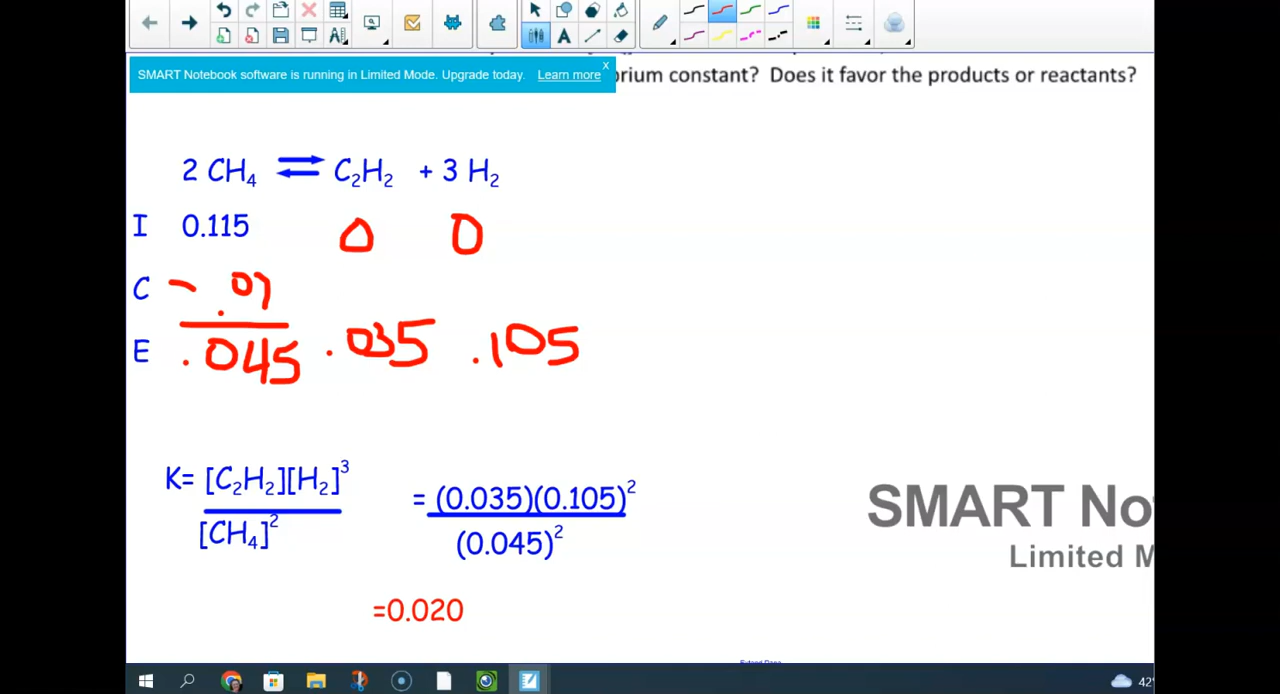 SMART Notebook software is running in Limited Mode. Upgrade today. Learn more x
rium constant? Does it favor the products or reactants?
2 CH₄ ⇌ C₂H₂ + 3 H₂
I 0.115 0 0
C - .07
E .045 .035 .105
K= [C₂H₂][H₂]³ / [CH₄]² = (0.035)(0.105)² / (0.045)²
=0.020
SMART No
Limited M
42°